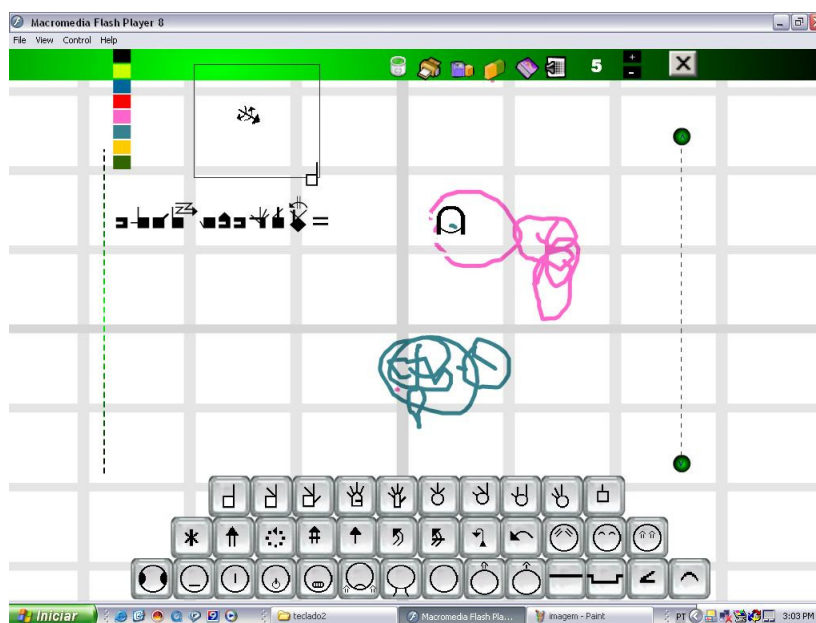 Macromedia Flash Player 8
File View Control Help
5
+
-
X
=
Iniciar
teclado2
Macromedia Flash Pla...
imagem - Paint
PT
3:03 PM